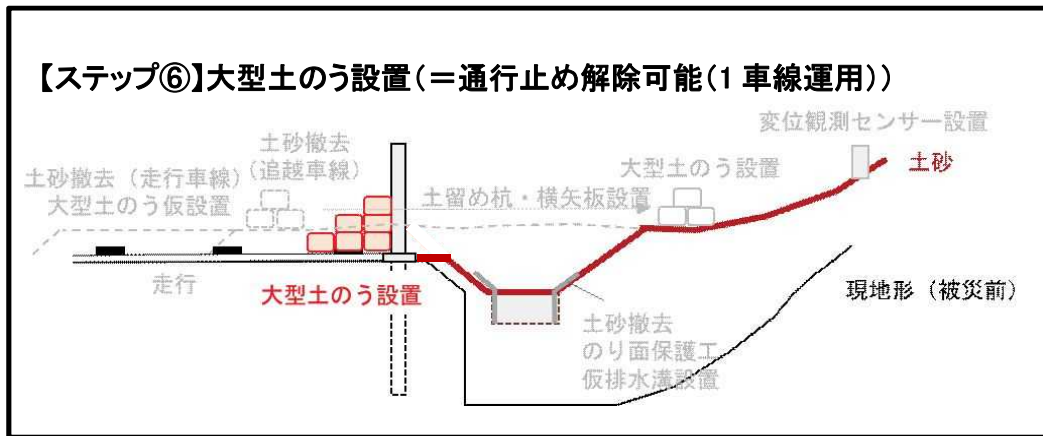 【ステップ⑥】大型土のう設置(=通行止め解除可能(1車線運用))
変位観測センサー設置
土砂撤去
(追越車線)
大型土のう設置
土砂
土砂撤去(走行車線)
大型土のう仮設置
土留め杭・横矢板設置
走行
大型土のう設置
現地形(被災前)
土砂撤去
のり面保護工
仮排水溝設置